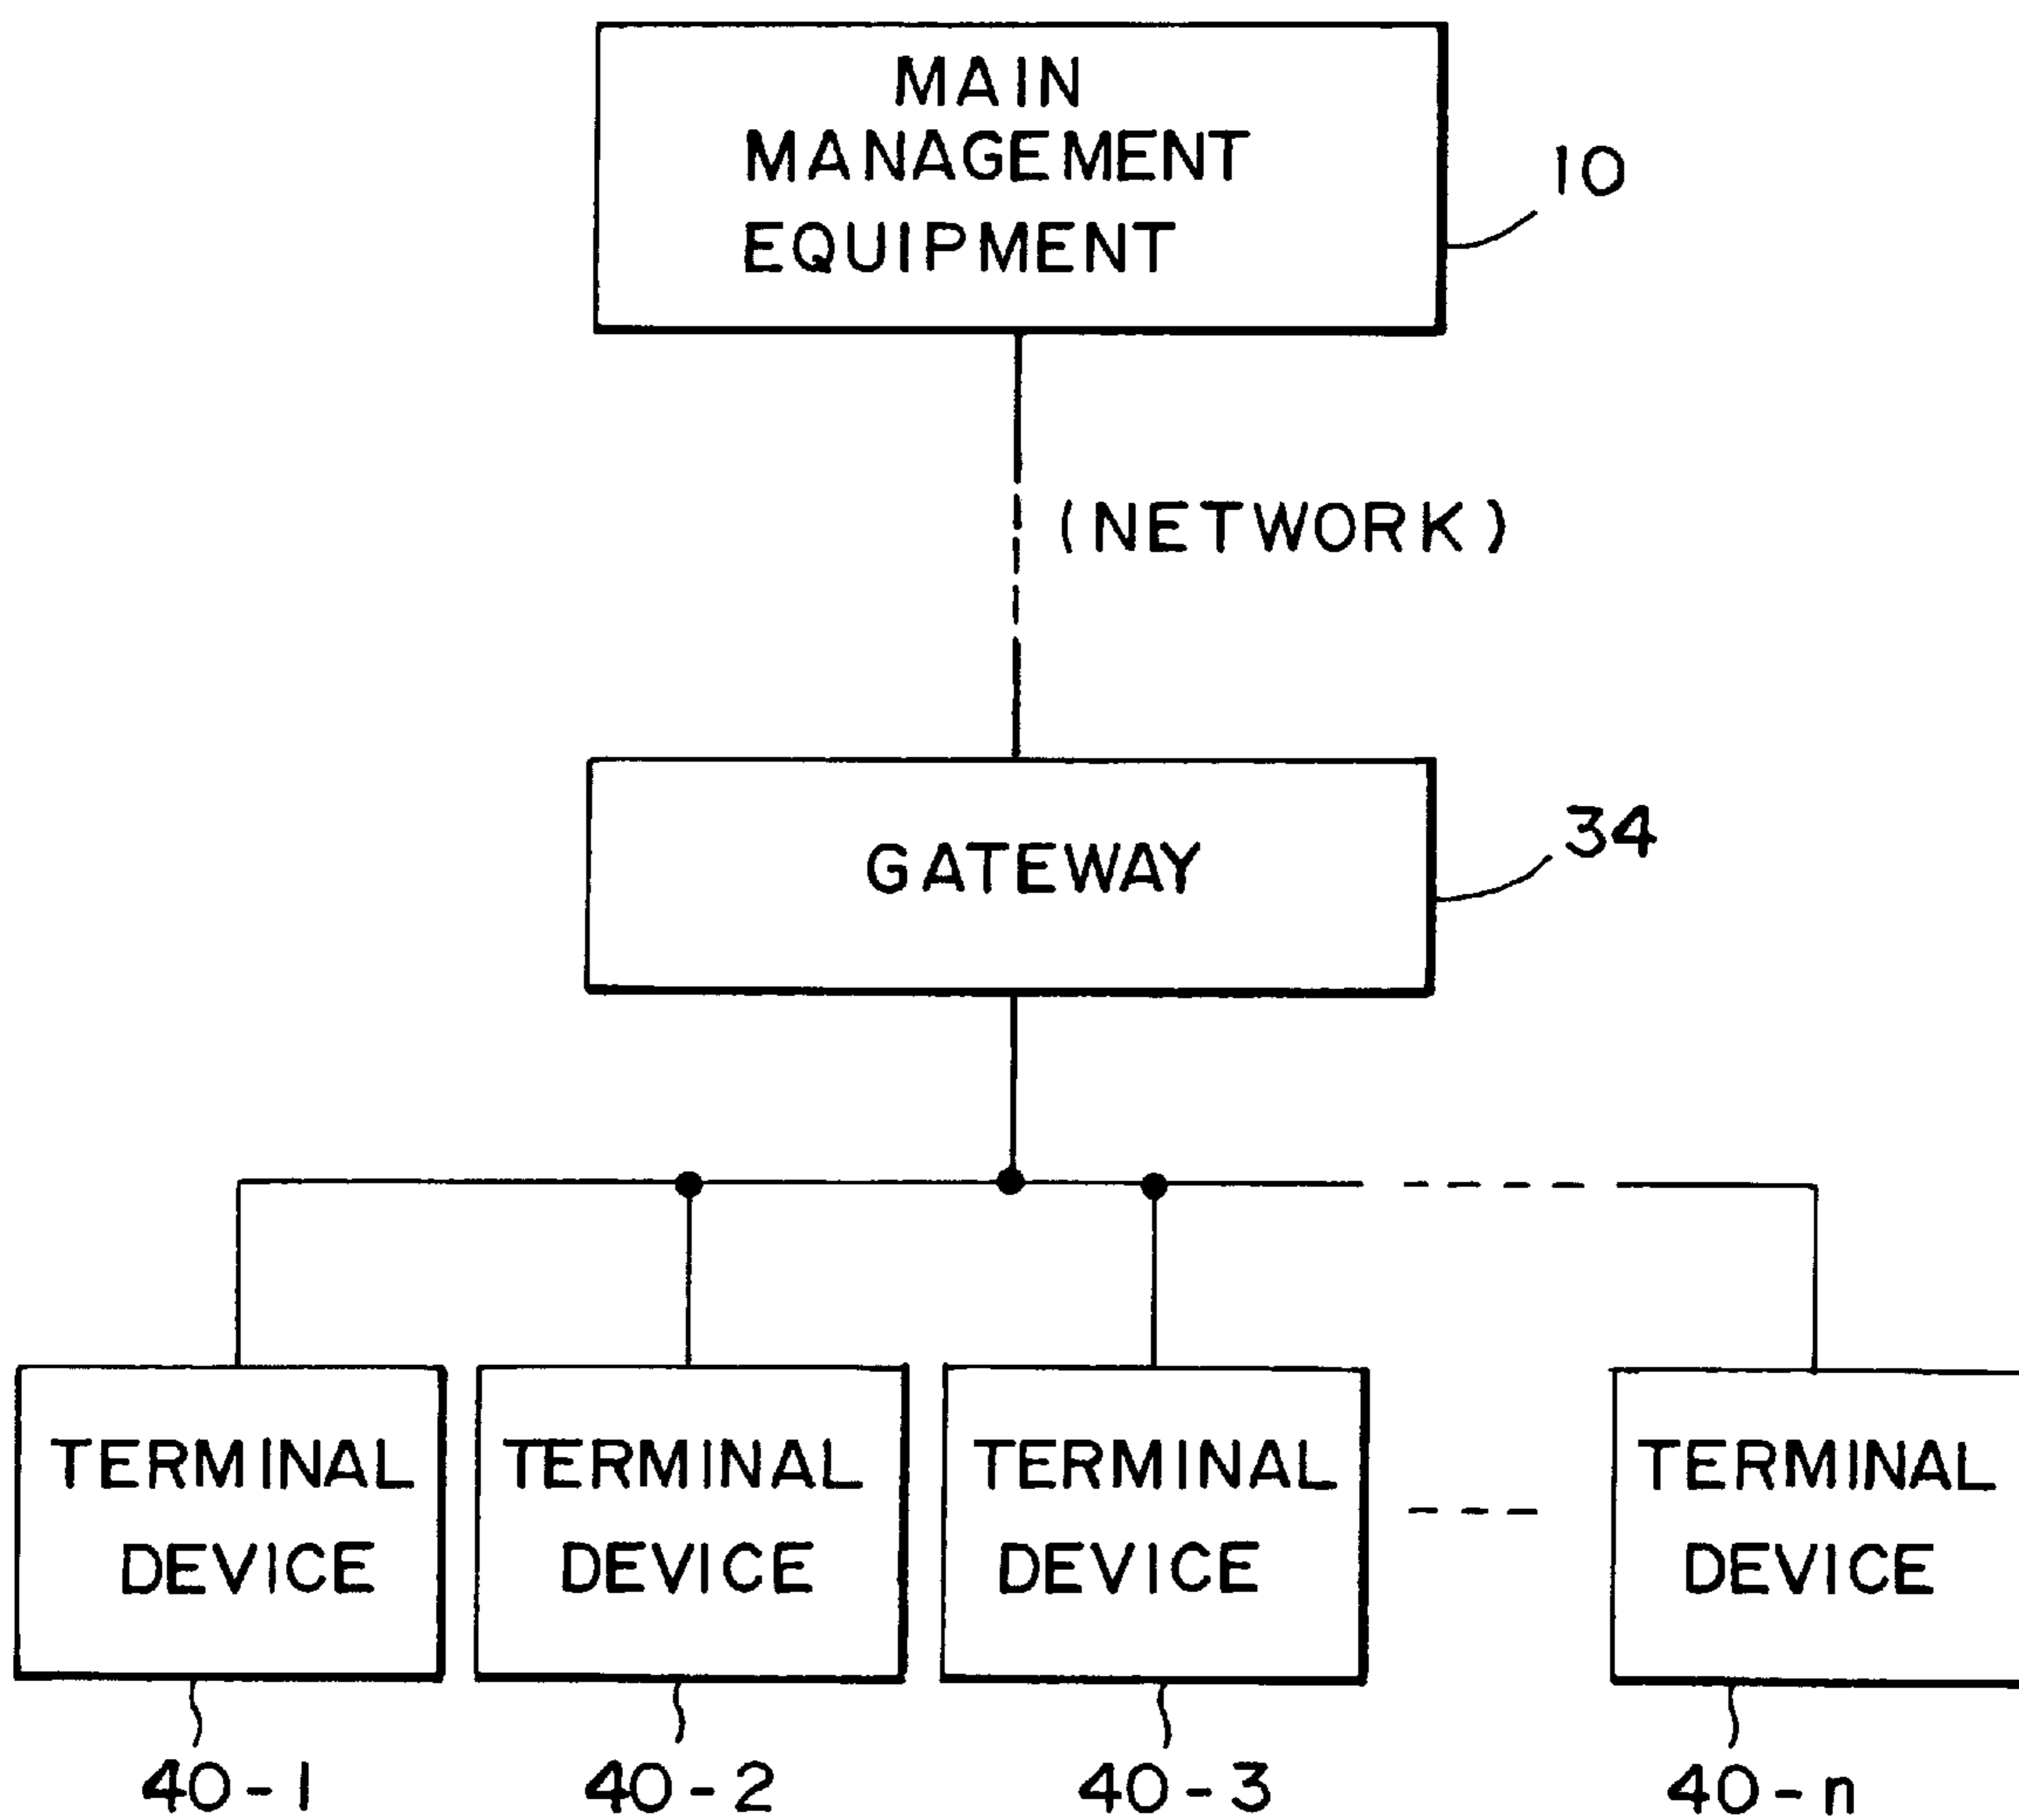 MAIN
MANAGEMENT
EQUIPMENT
10
(NETWORK)
GATEWAY
34
TERMINAL
DEVICE
TERMINAL
DEVICE
TERMINAL
DEVICE
TERMINAL
DEVICE
40-1
40-2
40-3
40-n